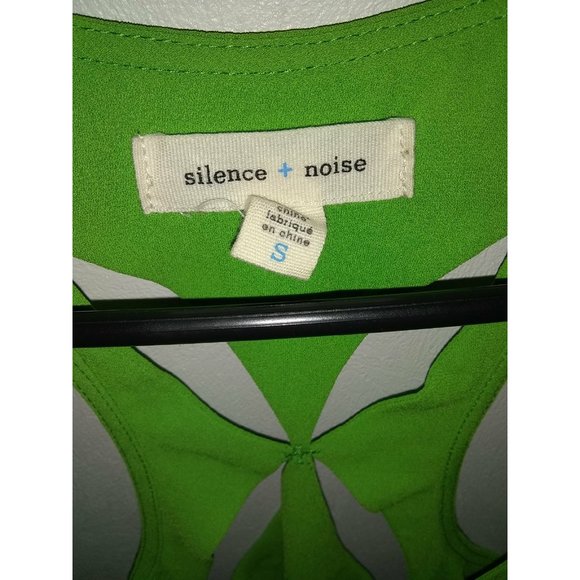 silence + noise
chine
fabriqué
en chine
S